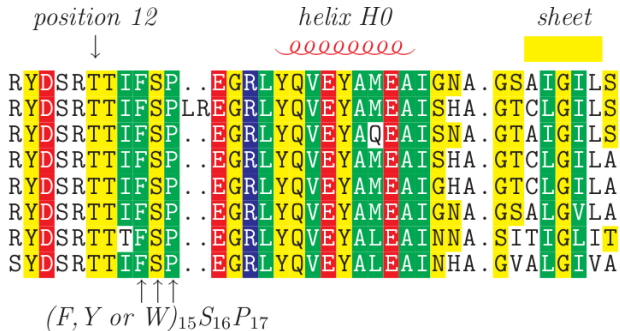 position 12 helix H0 sheet
↓
RYDSRTTIFSP..EGRLYQVEYAMEAIGNA.GSAIGILS
RYDSRTTIFSPLREGRLYQVEYAMEAISHA.GTCLGILS
RYDSRTTIFSP..EGRLYQVEYAQEAISNA.GTAIGILS
RYDSRTTIFSP..EGRLYQVEYAMEAISHA.GTCLGILA
RYDSRTTIFSP..EGRLYQVEYAMEAIGHA.GTCLGILA
RYDSRTTIFSP..EGRLYQVEYAMEAIGNA.GSALGVLA
RYDSRTTTFSP..EGRLYQVEYALEAINNA.SITIGLIT
SYDSRTTIFSP..EGRLYQVEYALEAINHA.GVALGIVA
↑↑↑
(F, Y or W)₁₅S₁₆P₁₇